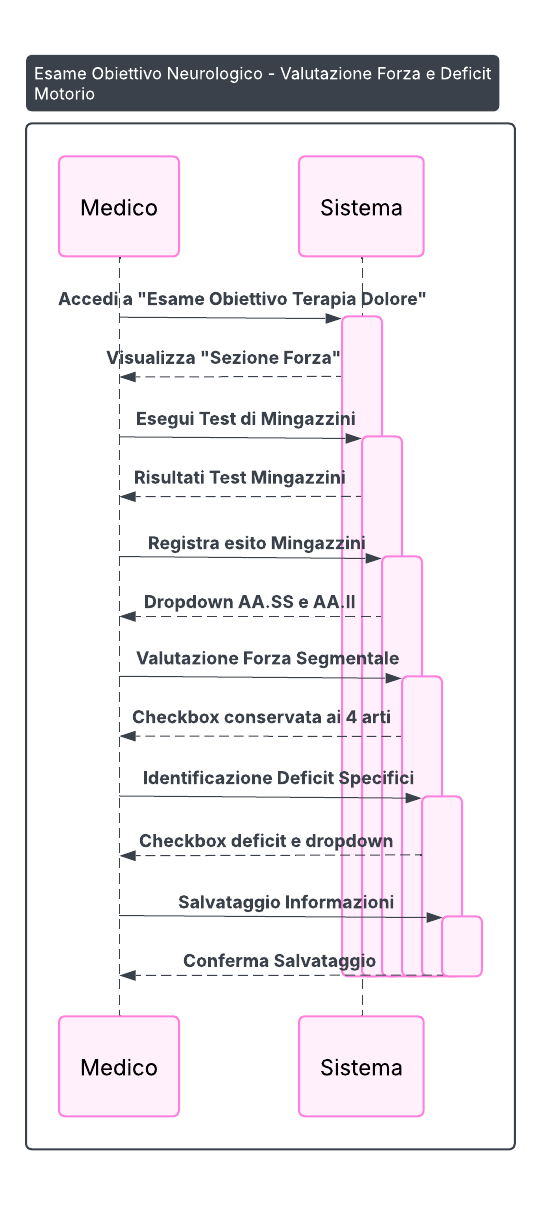 Esame Obiettivo Neurologico - Valutazione Forza e Deficit
Motorio
Medico
Sistema
Accedi a "Esame Obiettivo Terapia Dolore"
Visualizza "Sezione Forza"
Esegui Test di Mingazzini
Risultati Test Mingazzini
Registra esito Mingazzini
Dropdown AA.SS e AA.II
Valutazione Forza Segmentale
Checkbox conservata ai 4 arti
Identificazione Deficit Specifici
Checkbox deficit e dropdown
Salvataggio Informazioni
Conferma Salvataggio
Medico
Sistema